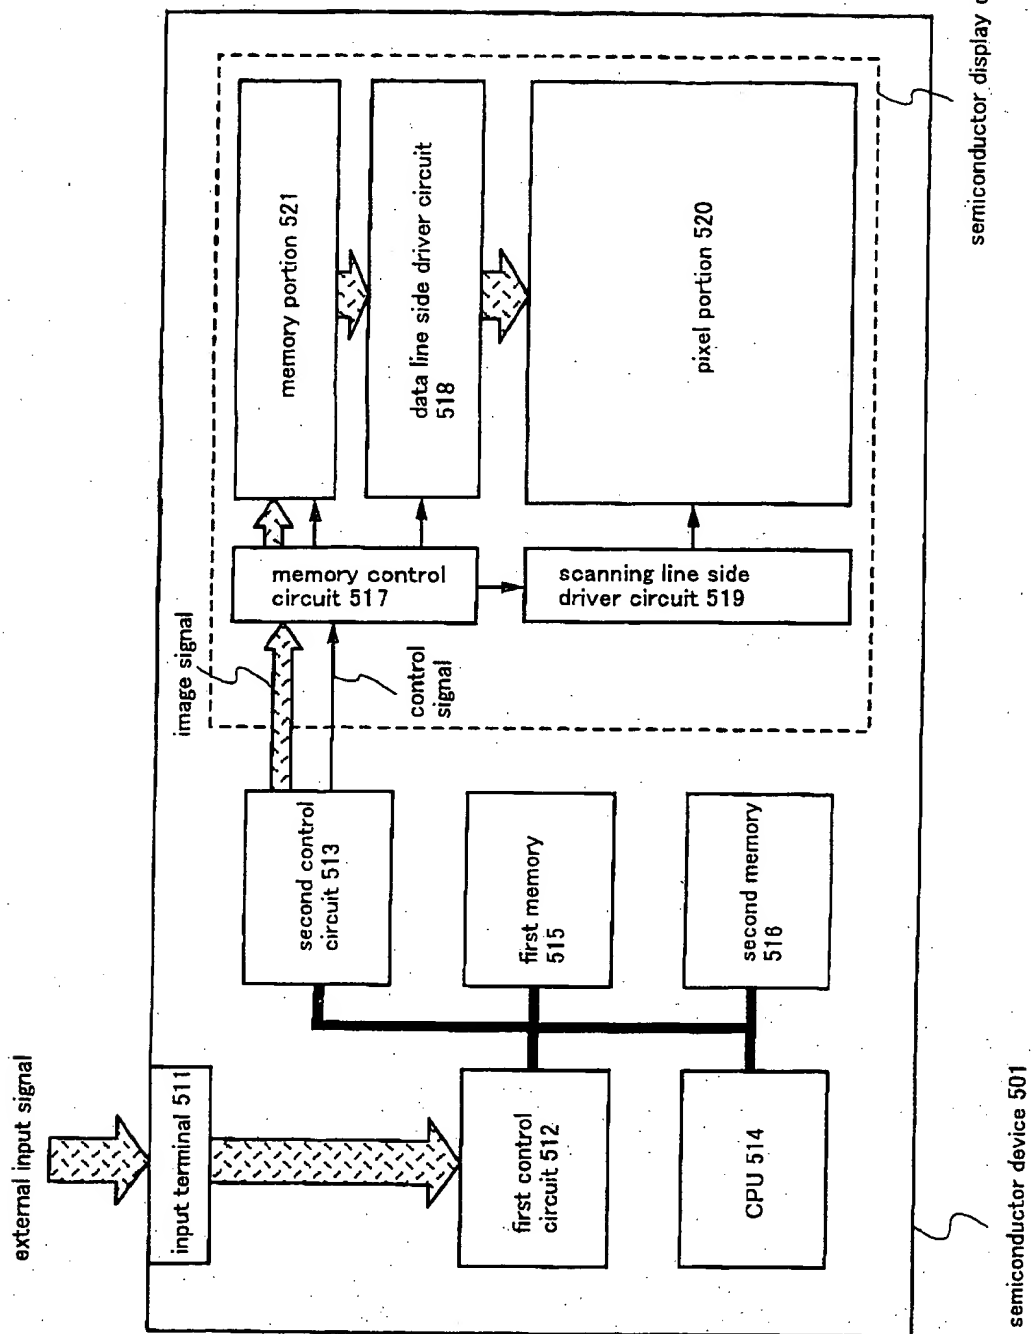 external input signal
input terminal 511
first control
circuit 512
CPU 514
second control
circuit 513
first memory
515
second memory
516
image signal
control
signal
memory control
circuit 517
scanning line side
driver circuit 519
memory portion 521
data line side driver circuit
518
pixel portion 520
semiconductor display
semiconductor device 501